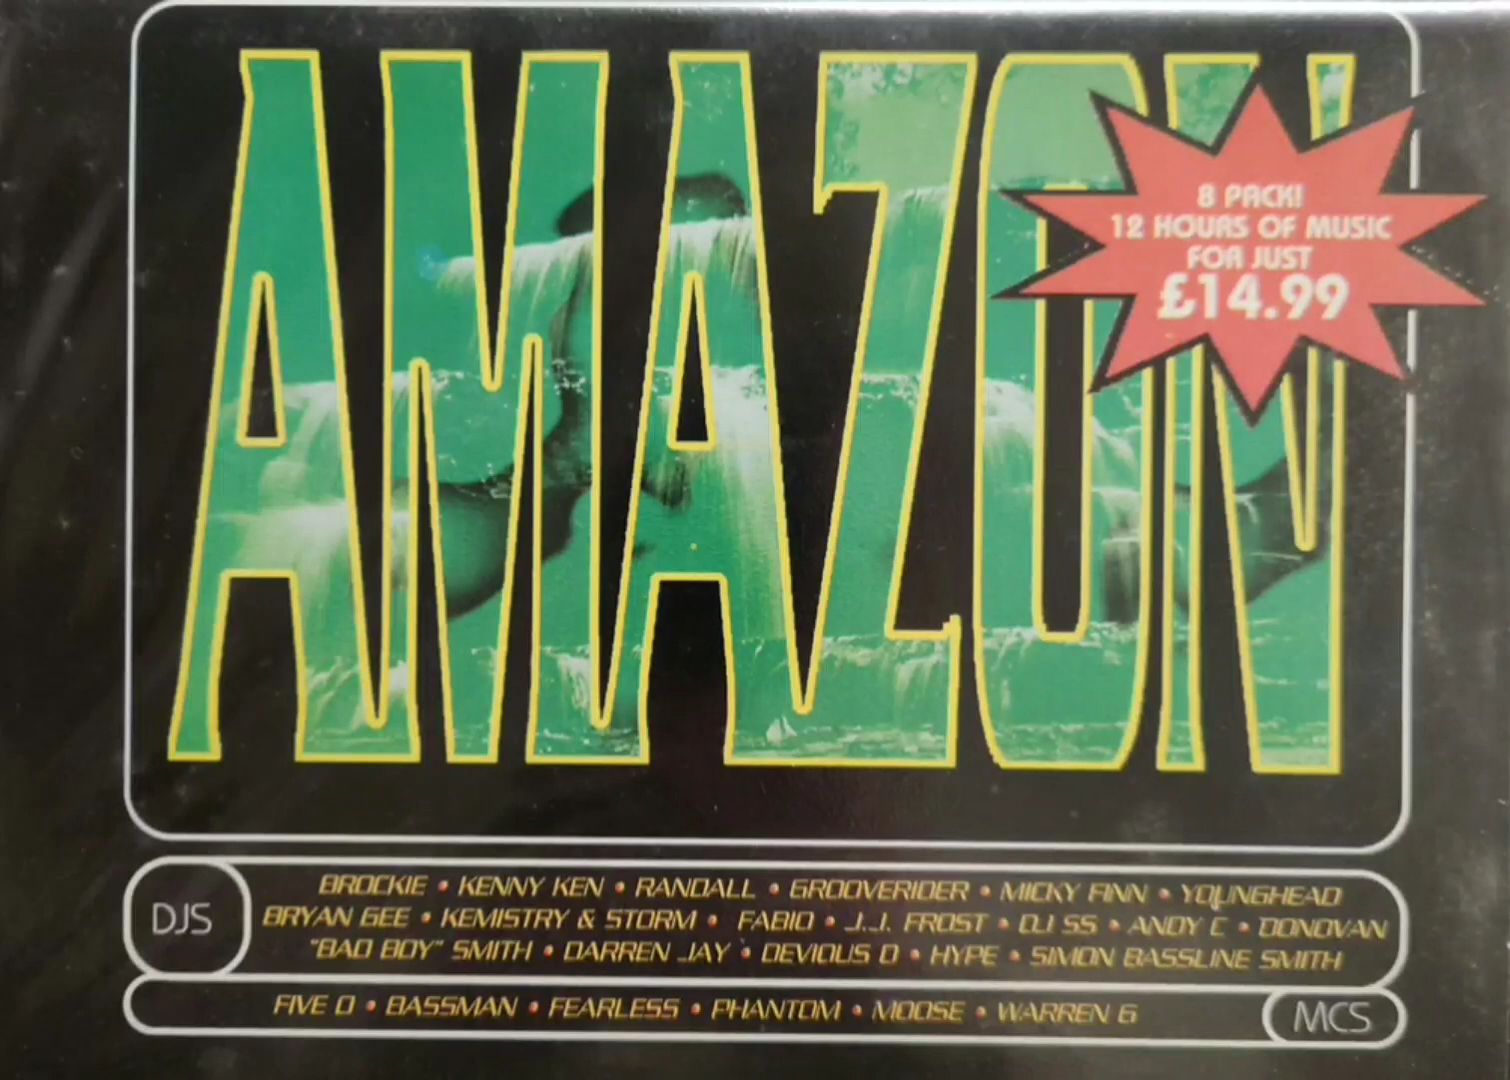 AMAZON
8 PACK!
12 HOURS OF MUSIC
FOR JUST
£14.99
DJS
BROCKIE • KENNY KEN • RANDALL • GROOVERIDER • MICKY FINN • YOUNGHEAD
BRYAN GEE • KEMISTRY & STORM • FABIO • J.J. FROST • DJ SS • ANDY C • DONOVAN
"BAD BOY" SMITH • DARREN JAY • DEVIOUS D • HYPE • SIMON BASSLINE SMITH
FIVE O • BASSMAN • FEARLESS • PHANTOM • MOOSE • WARREN G
MCS